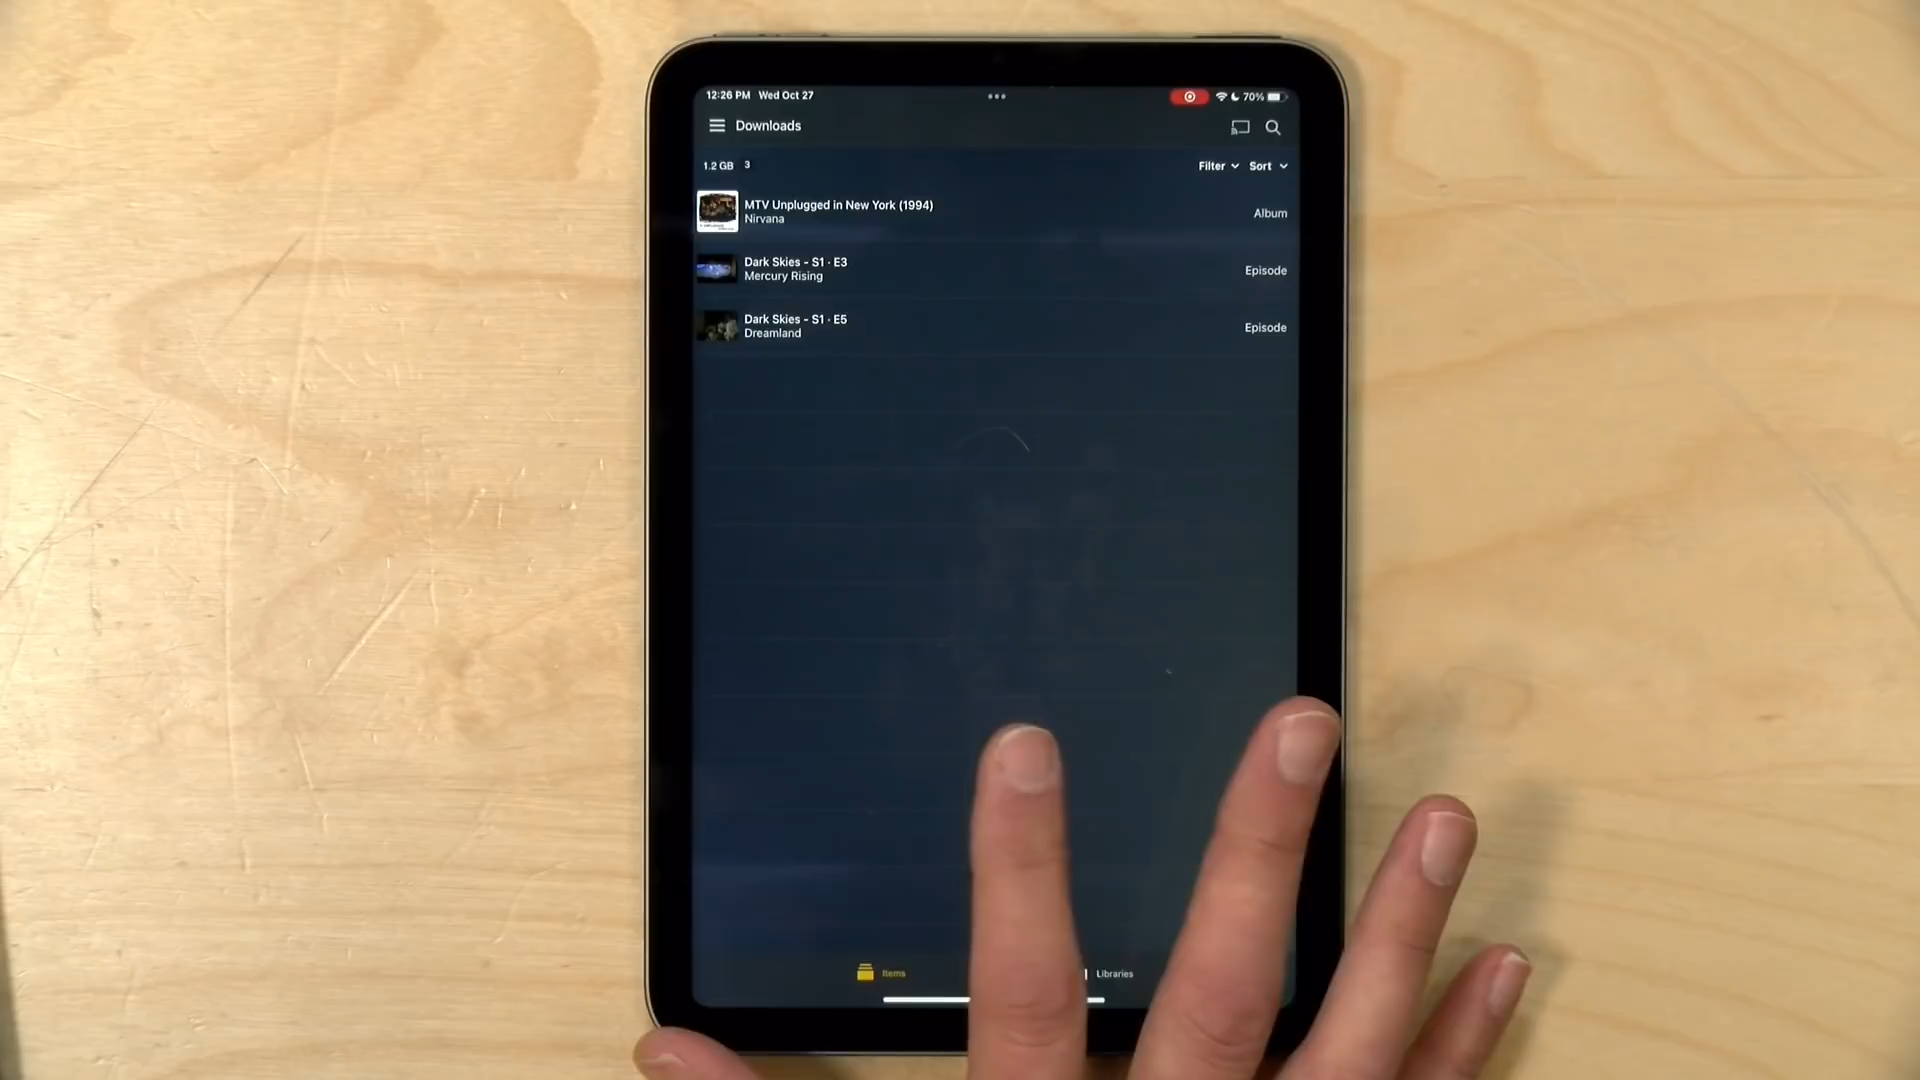 12:26 PM Wed Oct 27
70%
Downloads
1.2 GB 3
Filter Sort
MTV Unplugged in New York (1994)
Nirvana
Album
Dark Skies - S1 · E3
Mercury Rising
Episode
Dark Skies - S1 · E5
Dreamland
Episode
Items
Libraries